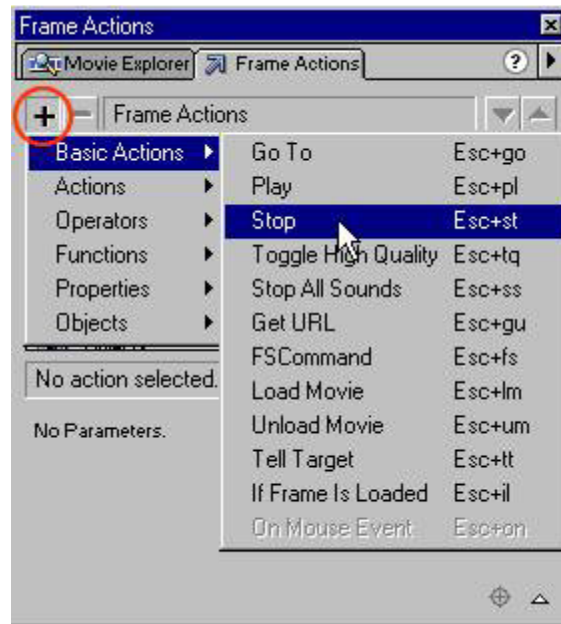 Frame Actions
Movie Explorer Frame Actions ?
+ − Frame Actions
Basic Actions
Actions
Operators
Functions
Properties
Objects
Go To Esc+go
Play Esc+pl
Stop Esc+st
Toggle High Quality Esc+tq
Stop All Sounds Esc+ss
Get URL Esc+gu
FSCommand Esc+fs
Load Movie Esc+lm
Unload Movie Esc+um
Tell Target Esc+tt
If Frame Is Loaded Esc+il
On Mouse Event Esc+on
No action selected.
No Parameters.